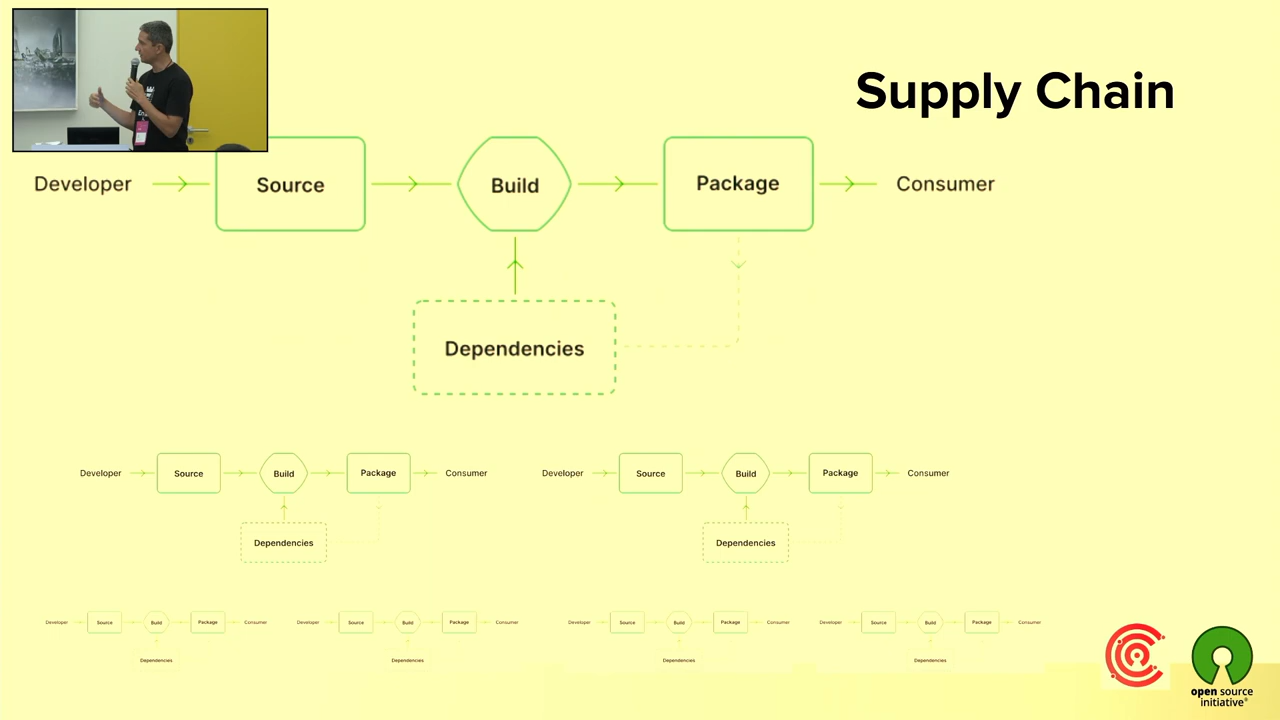 Supply Chain
Developer
Source
Build
Package
Consumer
Dependencies
Developer
Source
Build
Package
Consumer
Dependencies
Developer
Source
Build
Package
Consumer
Dependencies
Developer
Source
Build
Package
Consumer
Dependencies
Developer
Source
Build
Package
Consumer
Dependencies
Developer
Source
Build
Package
Consumer
Dependencies
Developer
Source
Build
Package
Consumer
Dependencies
open source
initiative®